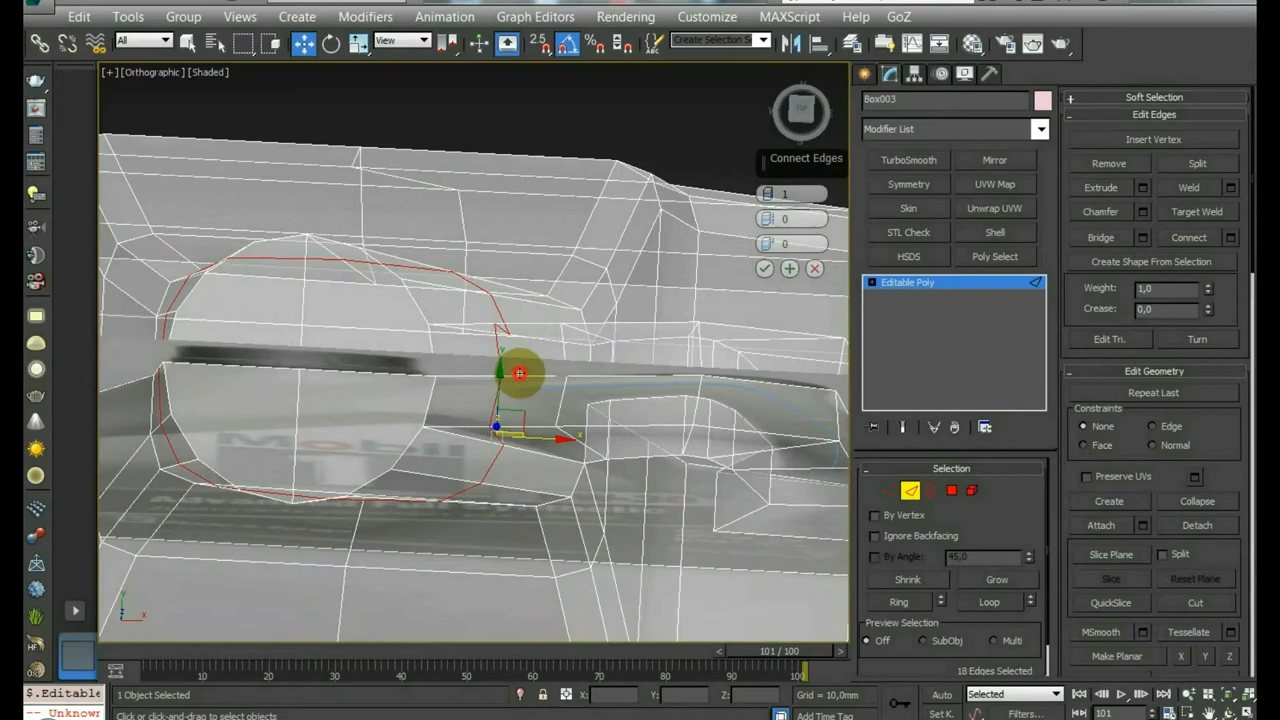 Edit Tools Group Views Create Modifiers Animation Graph Editors Rendering Customize MAXScript Help GoZ
All View 2.5 Create Selection Se
[+] [Orthographic] [Shaded]
TOP
Connect Edges
1
0
0
Mobil
Box003
Modifier List
TurboSmooth Mirror
Symmetry UVW Map
Skin Unwrap UVW
STL Check Shell
HSDS Poly Select
Editable Poly
Selection
By Vertex
Ignore Backfacing
By Angle: 45,0
Shrink Grow
Ring Loop
Preview Selection
Off SubObj Multi
18 Edges Selected
Soft Selection
Edit Edges
Insert Vertex
Remove Split
Extrude Weld
Chamfer Target Weld
Bridge Connect
Create Shape From Selection
Weight: 1,0
Crease: 0,0
Edit Tri. Turn
Edit Geometry
Repeat Last
Constraints
None Edge
Face Normal
Preserve UVs
Create Collapse
Attach Detach
Slice Plane Split
Slice Reset Plane
QuickSlice Cut
MSmooth Tessellate
Make Planar X Y Z
101 / 100
10 20 30 40 50 60 70 80 90 100
$.Editable
-- Unknown
1 Object Selected
X: Y: Z: Grid = 10,0mm
Auto Selected
Click or click-and-drag to select objects
Add Time Tag
Set K. Filters... 101